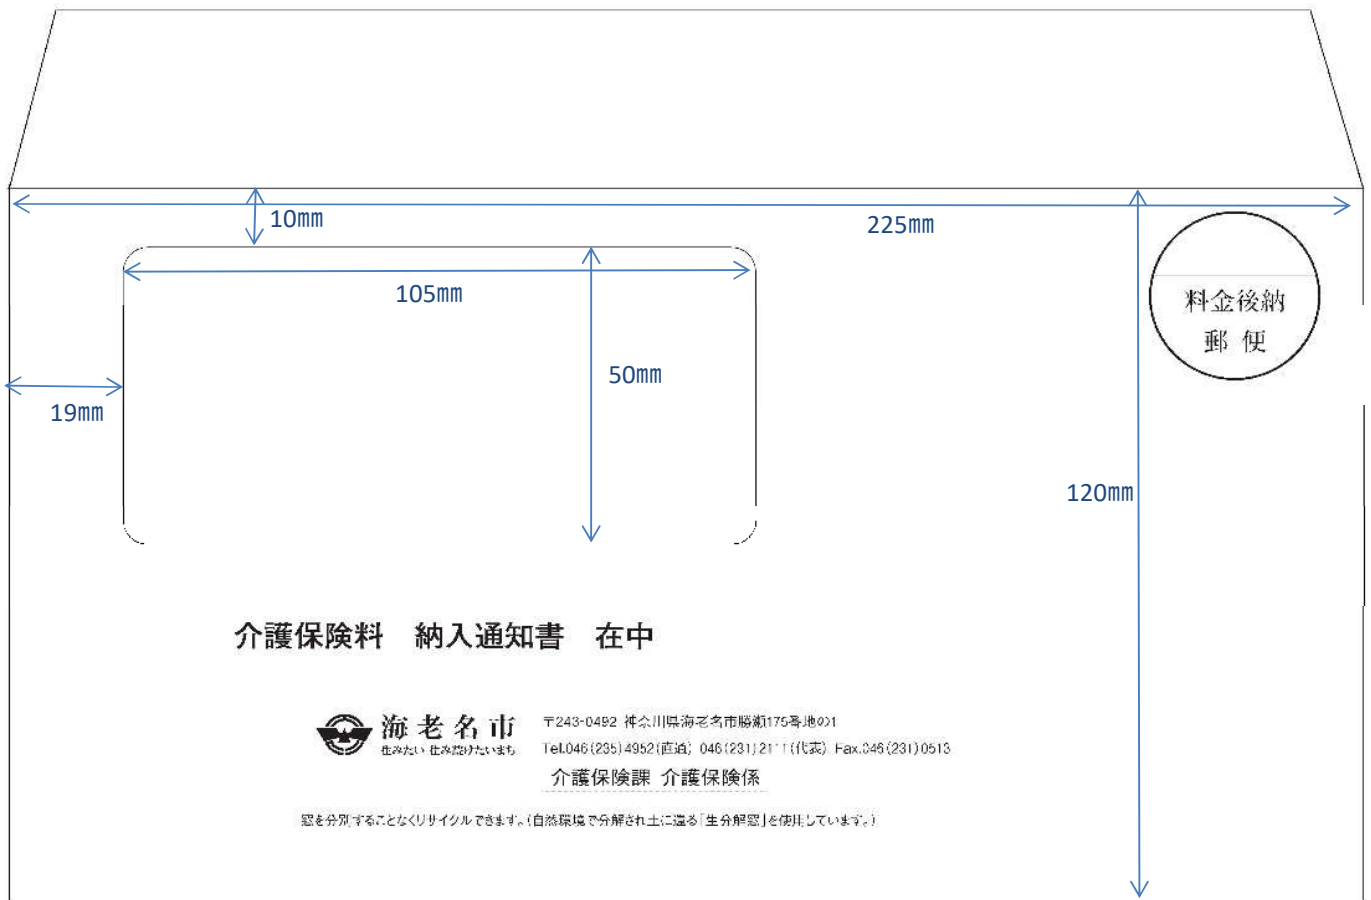 10㎜
225㎜
105㎜
料金後納
郵便
50㎜
19㎜
120㎜
介護保険料 納入通知書 在中
海老名市
住みたい 住み続けたいまち
〒243-0492 神奈川県海老名市勝瀬175番地の1
Tel.046(235)4952(直通) 046(231)2111(代表) Fax.046(231)0513
介護保険課 介護保険係
窓を分別することなくリサイクルできます。(自然環境で分解され土に還る「生分解窓」を使用しています。)